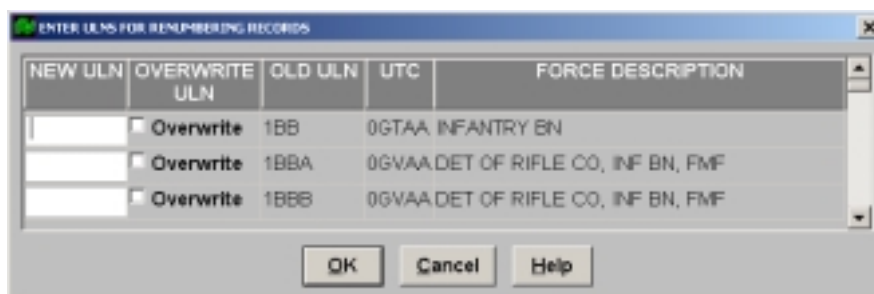 ENTER ULNS FOR RENUMBERING RECORDS
NEW ULN OVERWRITE ULN OLD ULN UTC FORCE DESCRIPTION
Overwrite 1BB 0GTAA INFANTRY BN
Overwrite 1BBA 0GVAA DET OF RIFLE CO, INF BN, FMF
Overwrite 1BBB 0GVAA DET OF RIFLE CO, INF BN, FMF
OK Cancel Help